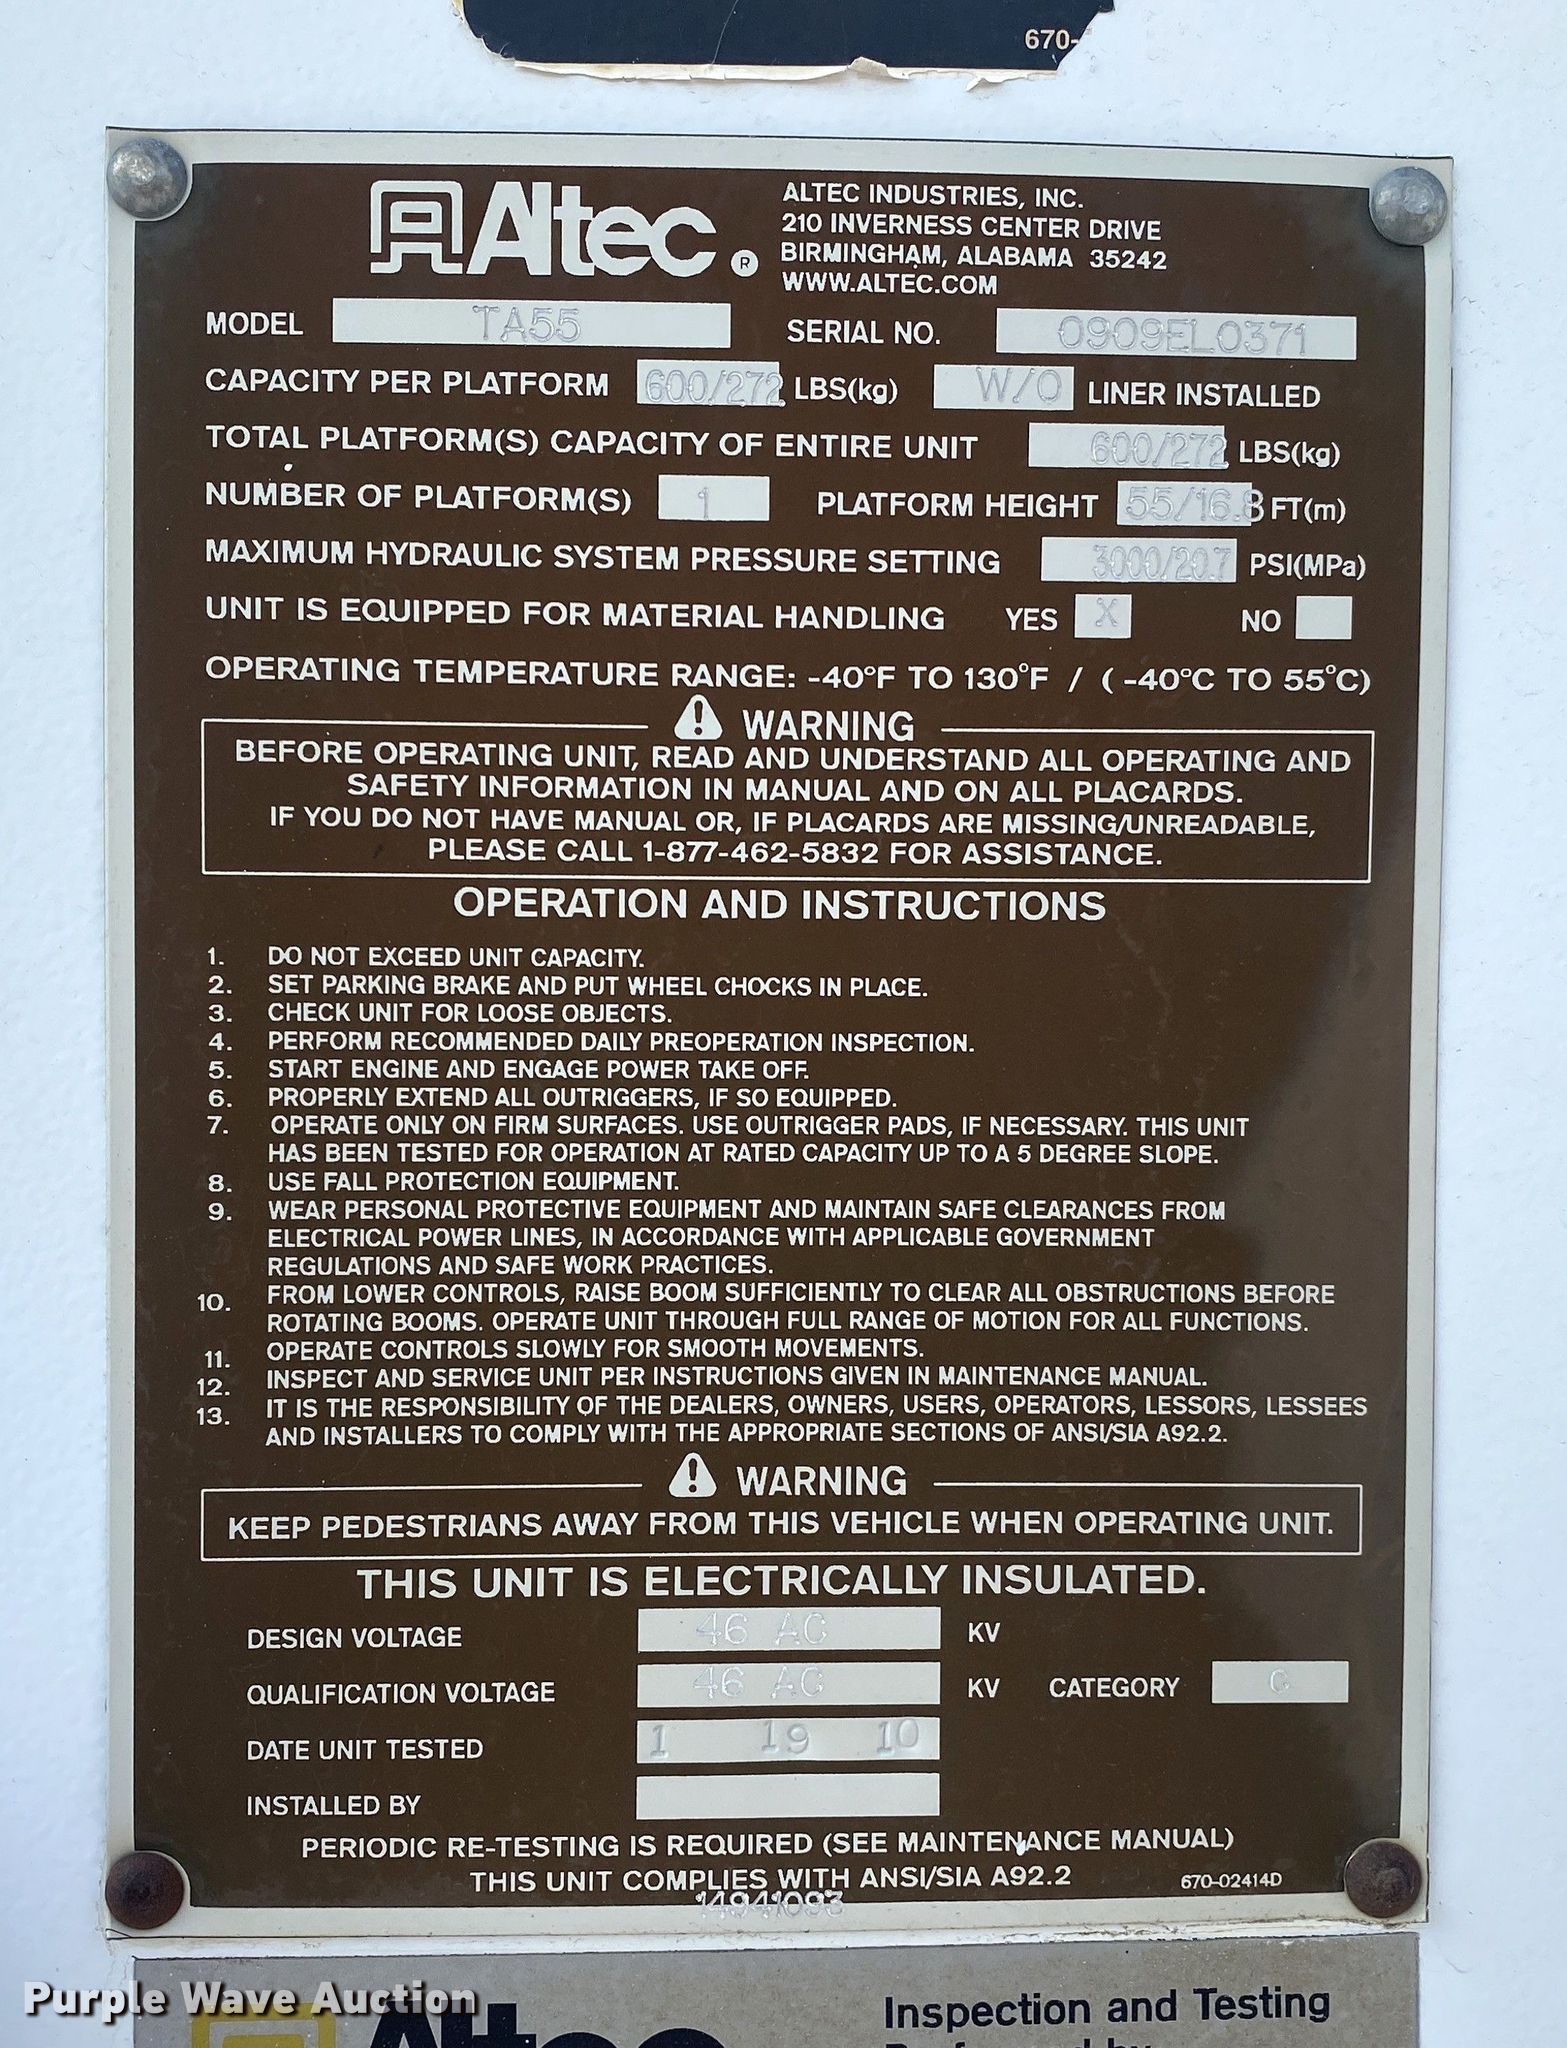 670-
Altec ®
ALTEC INDUSTRIES, INC.
210 INVERNESS CENTER DRIVE
BIRMINGHAM, ALABAMA 35242
WWW.ALTEC.COM
MODEL TA55 SERIAL NO. 0909EL0371
CAPACITY PER PLATFORM 600/272 LBS(kg) W/O LINER INSTALLED
TOTAL PLATFORM(S) CAPACITY OF ENTIRE UNIT 600/272 LBS(kg)
NUMBER OF PLATFORM(S) 1 PLATFORM HEIGHT 55/16.8 FT(m)
MAXIMUM HYDRAULIC SYSTEM PRESSURE SETTING 3000/20.7 PSI(MPa)
UNIT IS EQUIPPED FOR MATERIAL HANDLING YES X NO
OPERATING TEMPERATURE RANGE: -40°F TO 130°F / ( -40°C TO 55°C)
WARNING
BEFORE OPERATING UNIT, READ AND UNDERSTAND ALL OPERATING AND
SAFETY INFORMATION IN MANUAL AND ON ALL PLACARDS.
IF YOU DO NOT HAVE MANUAL OR, IF PLACARDS ARE MISSING/UNREADABLE,
PLEASE CALL 1-877-462-5832 FOR ASSISTANCE.
OPERATION AND INSTRUCTIONS
1. DO NOT EXCEED UNIT CAPACITY.
2. SET PARKING BRAKE AND PUT WHEEL CHOCKS IN PLACE.
3. CHECK UNIT FOR LOOSE OBJECTS.
4. PERFORM RECOMMENDED DAILY PREOPERATION INSPECTION.
5. START ENGINE AND ENGAGE POWER TAKE OFF.
6. PROPERLY EXTEND ALL OUTRIGGERS, IF SO EQUIPPED.
7. OPERATE ONLY ON FIRM SURFACES. USE OUTRIGGER PADS, IF NECESSARY. THIS UNIT
HAS BEEN TESTED FOR OPERATION AT RATED CAPACITY UP TO A 5 DEGREE SLOPE.
8. USE FALL PROTECTION EQUIPMENT.
9. WEAR PERSONAL PROTECTIVE EQUIPMENT AND MAINTAIN SAFE CLEARANCES FROM
ELECTRICAL POWER LINES, IN ACCORDANCE WITH APPLICABLE GOVERNMENT
REGULATIONS AND SAFE WORK PRACTICES.
10. FROM LOWER CONTROLS, RAISE BOOM SUFFICIENTLY TO CLEAR ALL OBSTRUCTIONS BEFORE
ROTATING BOOMS. OPERATE UNIT THROUGH FULL RANGE OF MOTION FOR ALL FUNCTIONS.
11. OPERATE CONTROLS SLOWLY FOR SMOOTH MOVEMENTS.
12. INSPECT AND SERVICE UNIT PER INSTRUCTIONS GIVEN IN MAINTENANCE MANUAL.
13. IT IS THE RESPONSIBILITY OF THE DEALERS, OWNERS, USERS, OPERATORS, LESSORS, LESSEES
AND INSTALLERS TO COMPLY WITH THE APPROPRIATE SECTIONS OF ANSI/SIA A92.2.
WARNING
KEEP PEDESTRIANS AWAY FROM THIS VEHICLE WHEN OPERATING UNIT.
THIS UNIT IS ELECTRICALLY INSULATED.
DESIGN VOLTAGE 46 AC KV
QUALIFICATION VOLTAGE 46 AC KV CATEGORY C
DATE UNIT TESTED 1 19 10
INSTALLED BY
PERIODIC RE-TESTING IS REQUIRED (SEE MAINTENANCE MANUAL)
THIS UNIT COMPLIES WITH ANSI/SIA A92.2 670-02414D
14941093
Purple Wave Auction
Altec
Inspection and Testing
Performed by